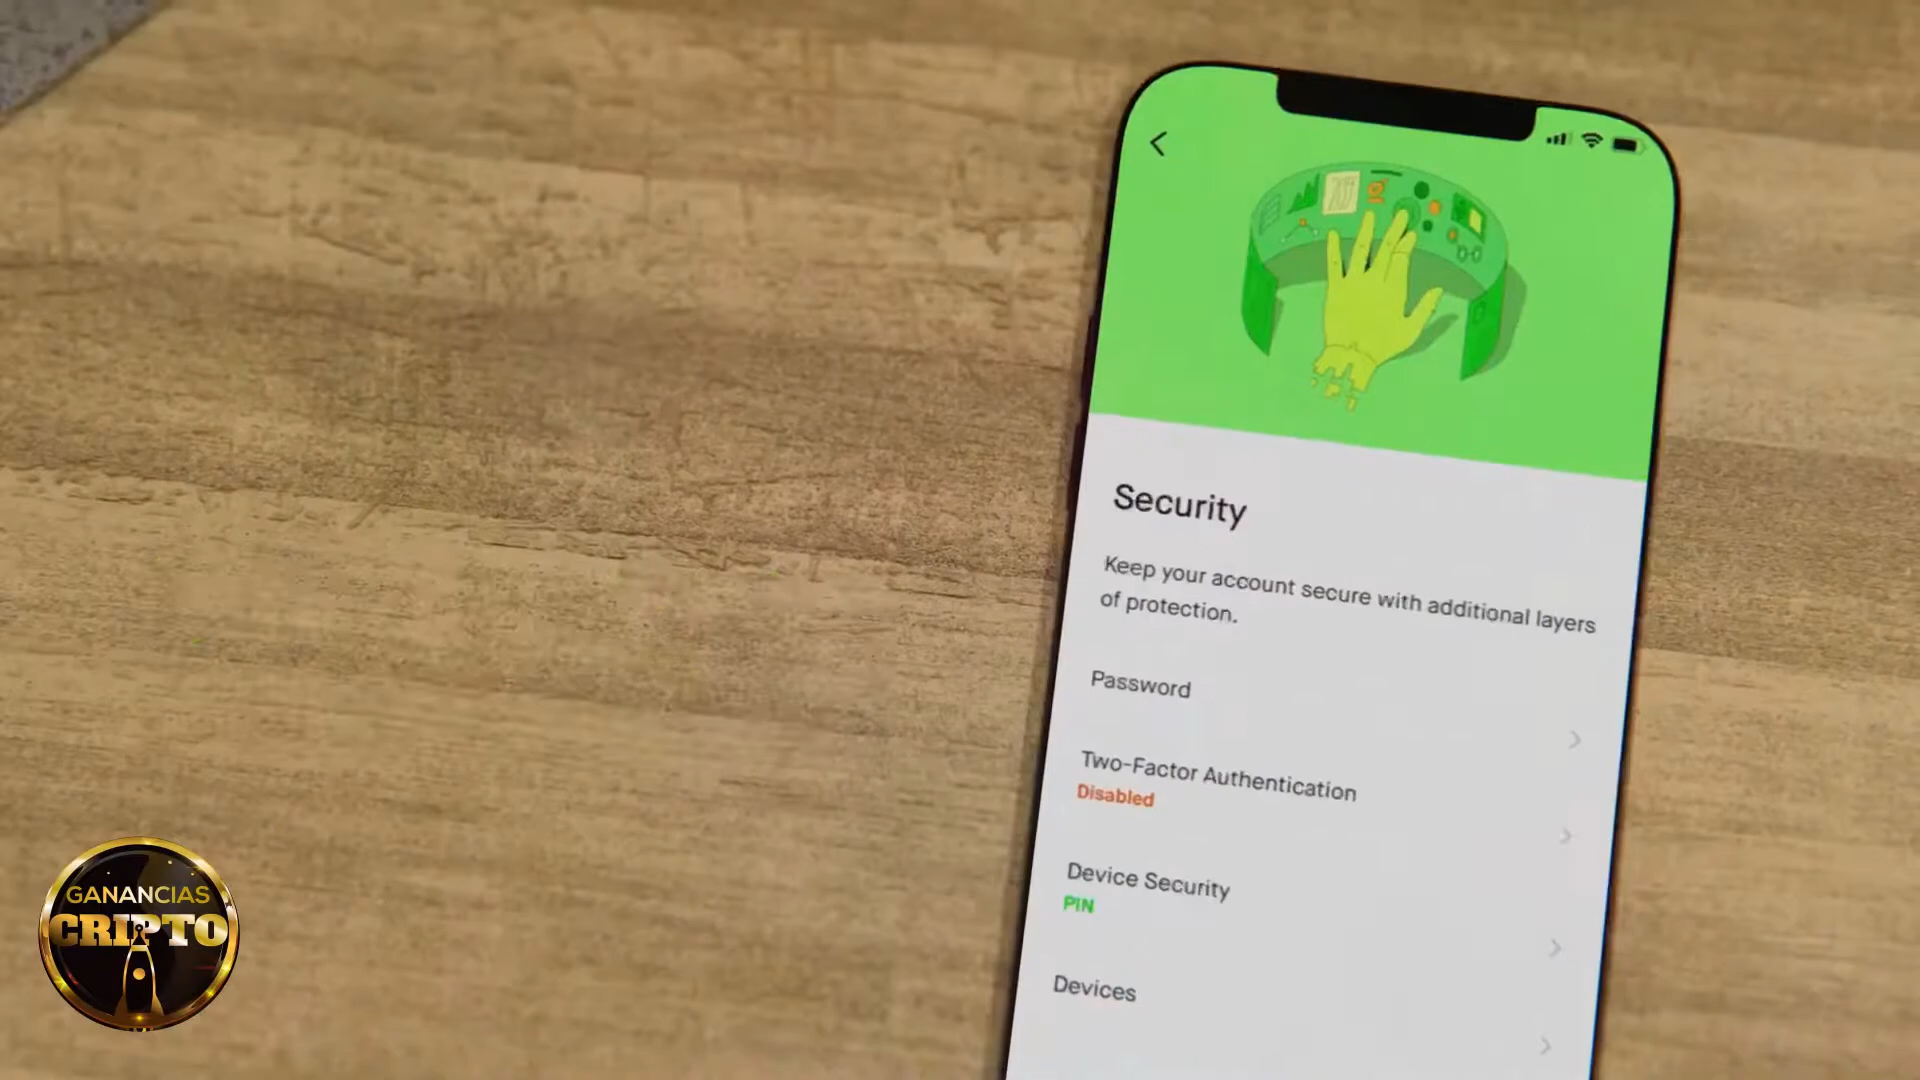 Security
Keep your account secure with additional layers
of protection.
Password
Two-Factor Authentication
Disabled
Device Security
PIN
Devices
GANANCIAS
CRIPTO